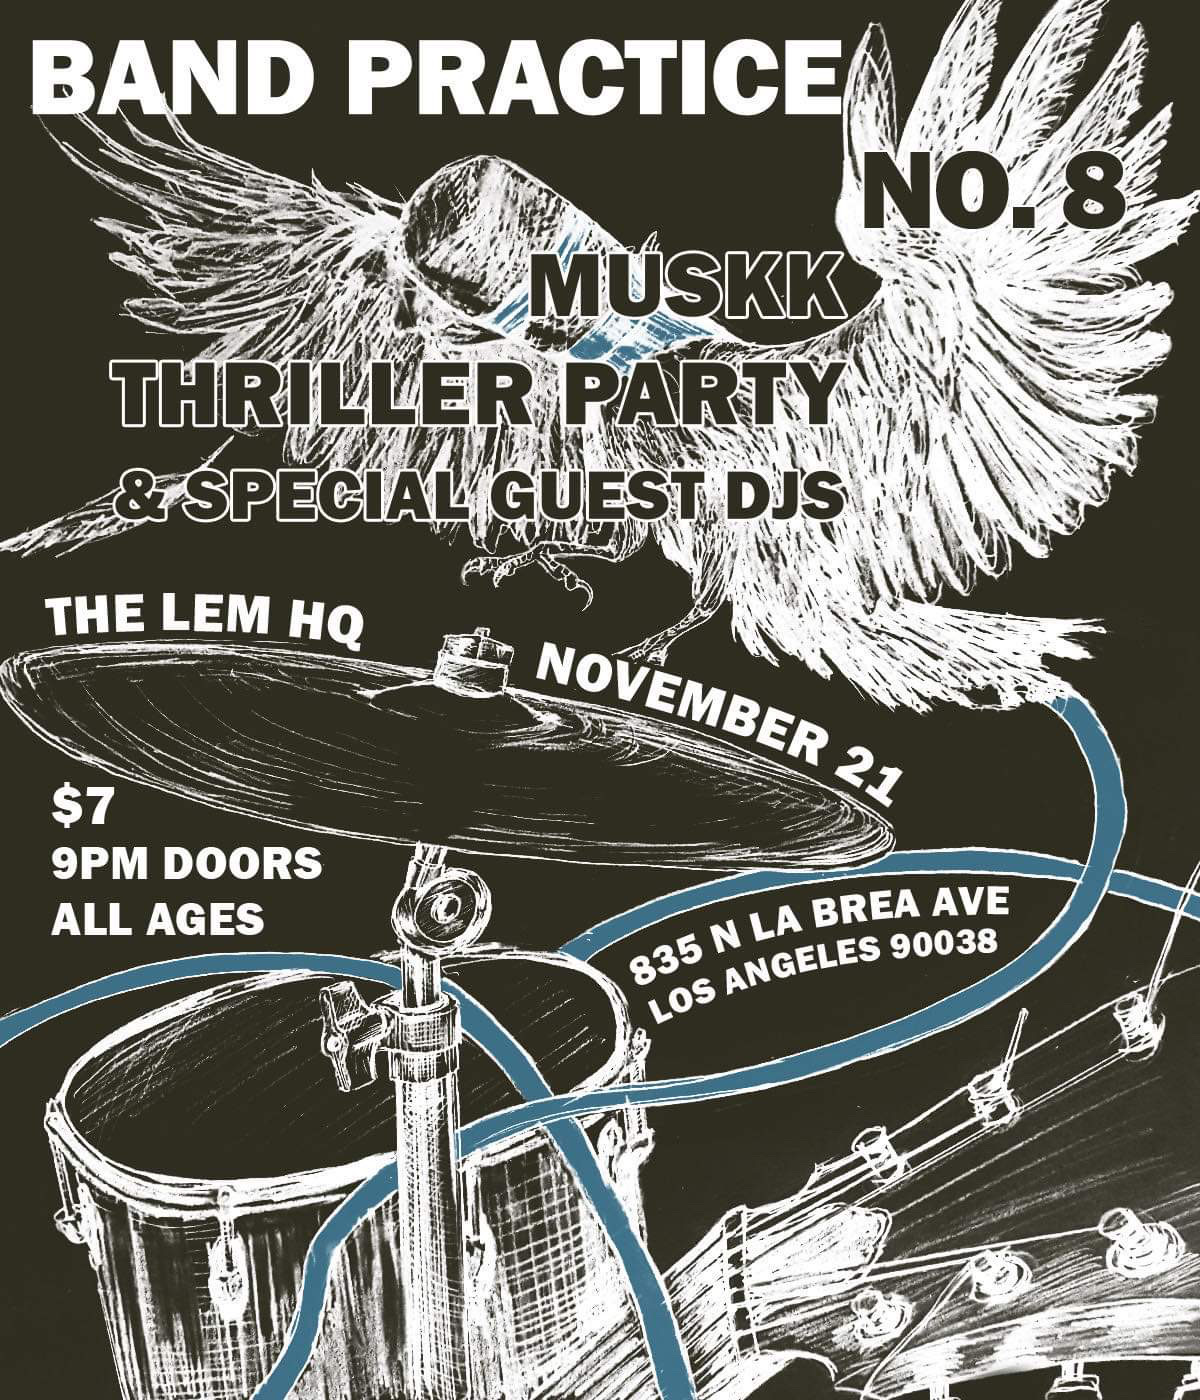 BAND PRACTICE
NO. 8
MUSKK
THRILLER PARTY
& SPECIAL GUEST DJS
THE LEM HQ
NOVEMBER 21
$7
9PM DOORS
ALL AGES
835 N LA BREA AVE
LOS ANGELES 90038